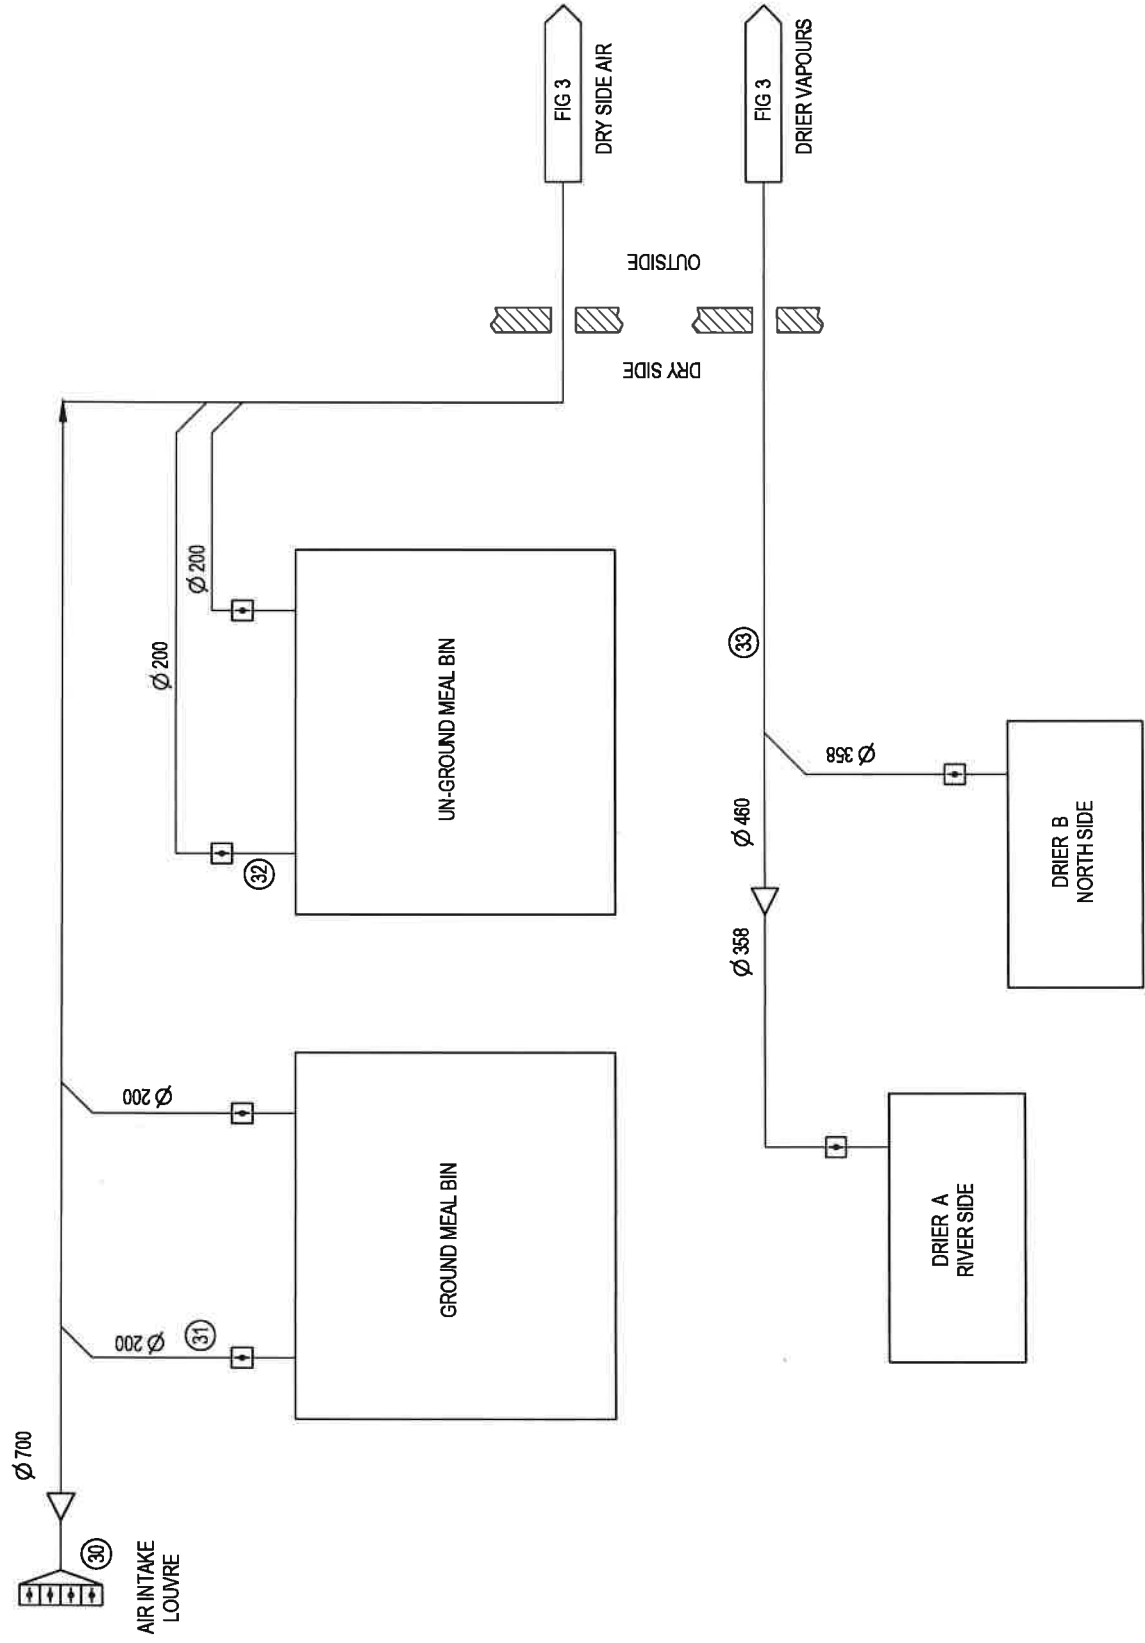 Ø 700
30
AIR INTAKE
LOUVRE
Ø 200
31
Ø 200
GROUND MEAL BIN
Ø 200
32
Ø 200
UN-GROUND MEAL BIN
DRY SIDE
OUTSIDE
FIG 3
DRY SIDE AIR
DRIER A
RIVER SIDE
Ø 358
Ø 460
33
Ø 358
DRIER B
NORTH SIDE
FIG 3
DRIER VAPOURS